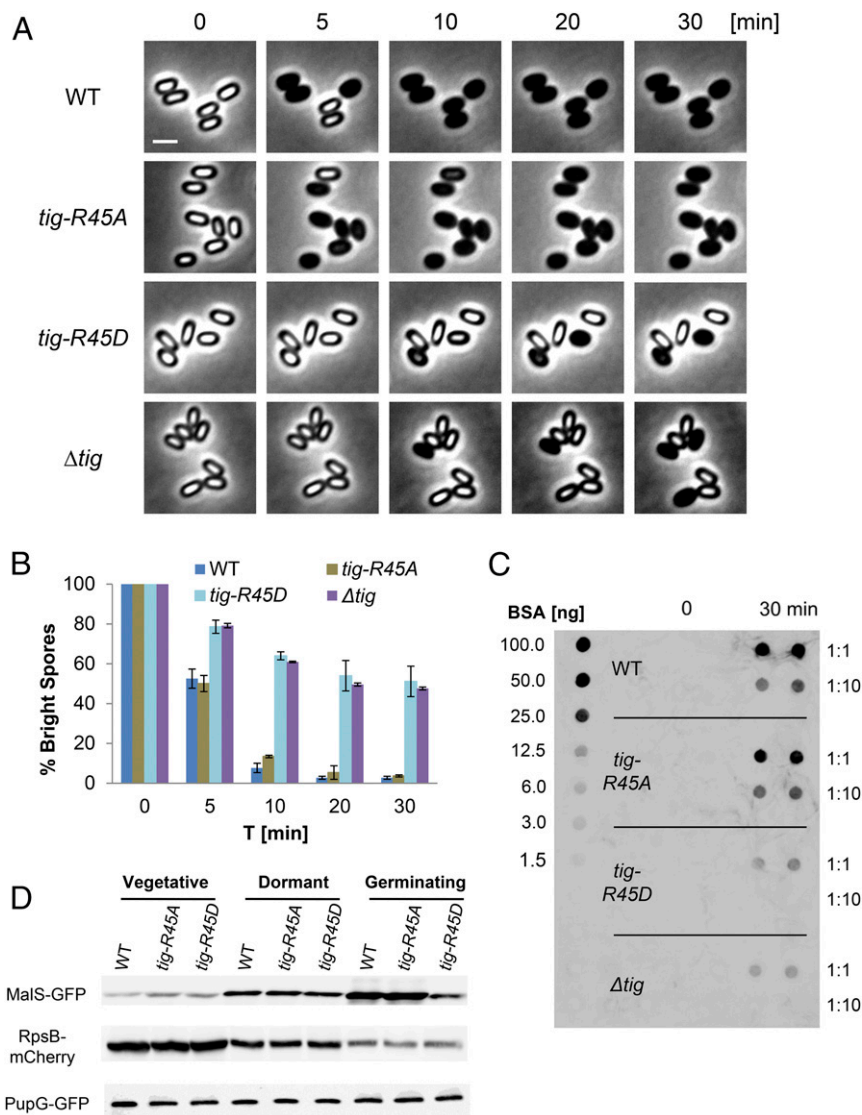 A
0 5 10 20 30 [min]
WT
tig-R45A
tig-R45D
Δtig
B
WT tig-R45A
tig-R45D Δtig
% Bright Spores
100
80
60
40
20
0
0 5 10 20 30
T [min]
C
BSA [ng] 0 30 min
100.0
50.0
25.0
12.5
6.0
3.0
1.5
WT
1:1
1:10
tig-
R45A
1:1
1:10
tig-
R45D
1:1
1:10
Δtig
1:1
1:10
D
Vegetative Dormant Germinating
WT tig-R45A tig-R45D WT tig-R45A tig-R45D WT tig-R45A tig-R45D
MalS-GFP
RpsB-
mCherry
PupG-GFP